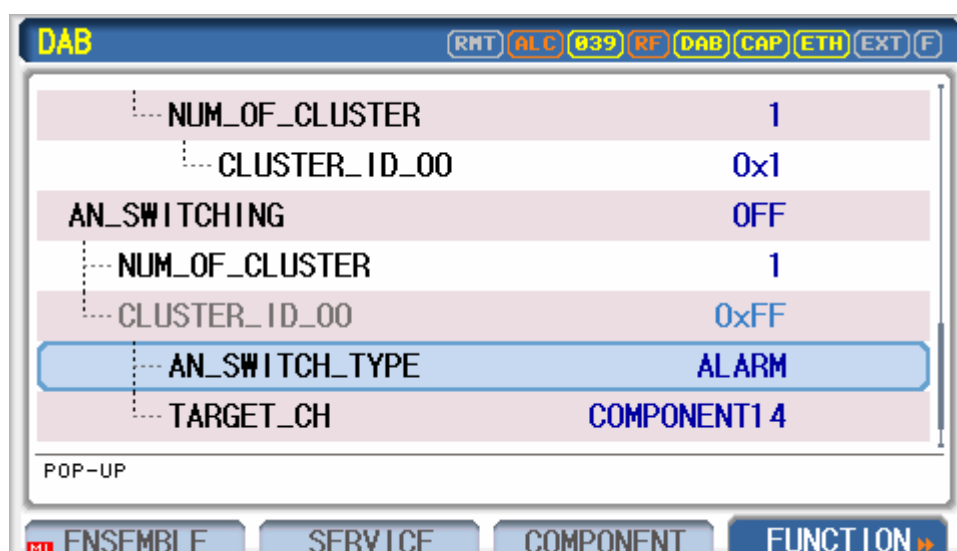 DAB RMT ALC 039 RF DAB CAP ETH EXT F
NUM_OF_CLUSTER 1
CLUSTER_ID_00 0x1
AN_SWITCHING OFF
NUM_OF_CLUSTER 1
CLUSTER_ID_00 0xFF
AN_SWITCH_TYPE ALARM
TARGET_CH COMPONENT14
POP-UP
ENSEMBLE SERVICE COMPONENT FUNCTION